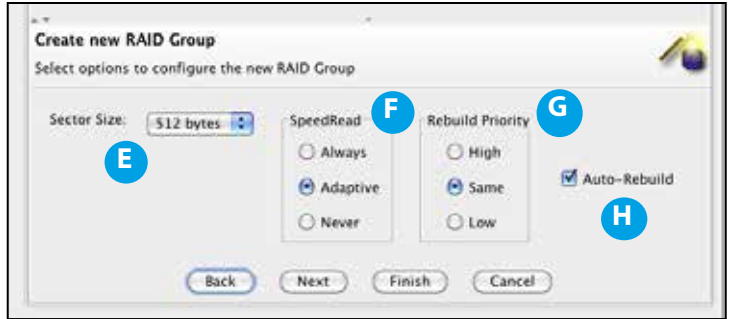 Create new RAID Group
Select options to configure the new RAID Group
Sector Size: 512 bytes
E
SpeedRead
F
Always
Adaptive
Never
Rebuild Priority
G
High
Same
Low
Auto-Rebuild
H
Back Next Finish Cancel